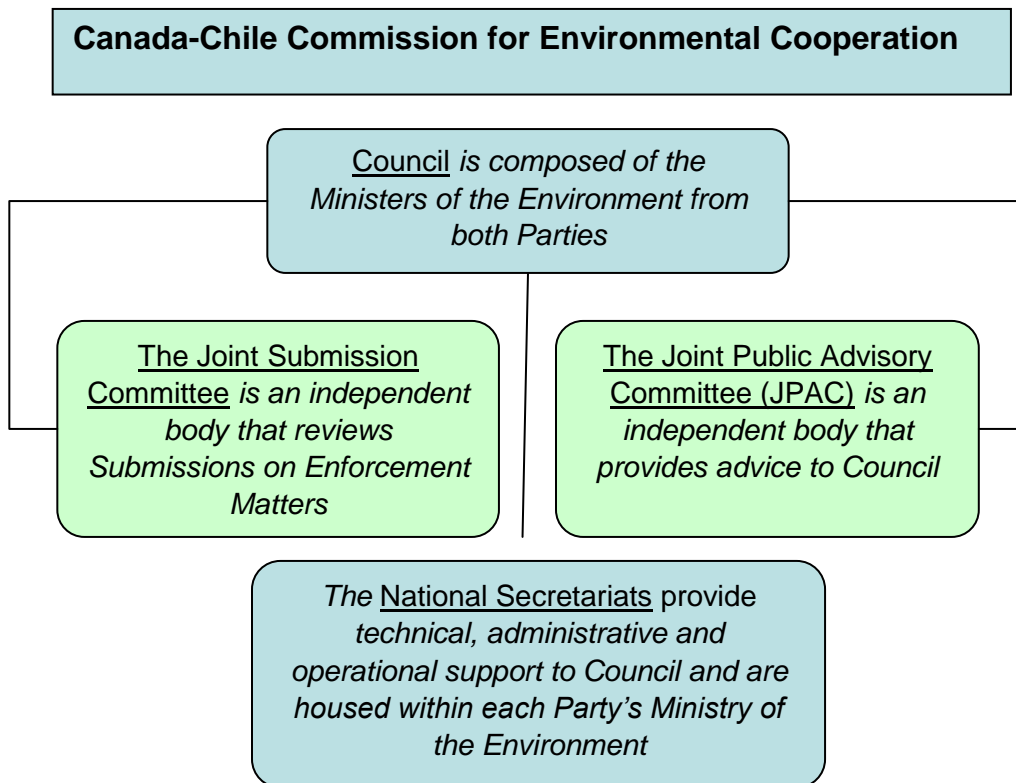 Canada-Chile Commission for Environmental Cooperation
Council is composed of the
Ministers of the Environment from
both Parties
The Joint Submission
Committee is an independent
body that reviews
Submissions on Enforcement
Matters
The Joint Public Advisory
Committee (JPAC) is an
independent body that
provides advice to Council
The National Secretariats provide
technical, administrative and
operational support to Council and are
housed within each Party’s Ministry of
the Environment